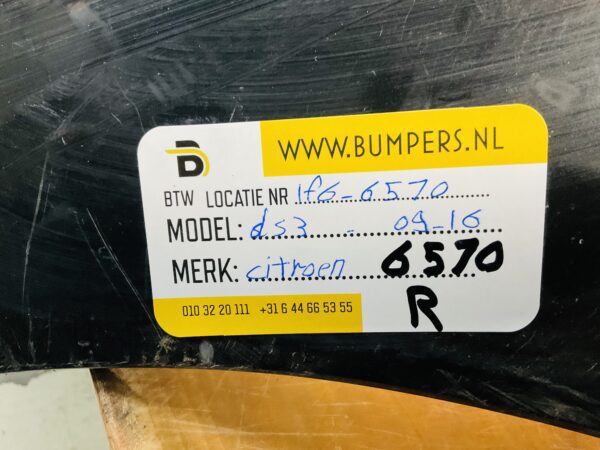 WWW.BUMPERS.NL
BTW LOCATIE NR 1f6-6570
MODEL: ds3 - 09-16
MERK: citroen 6570
R
010 32 20 111 +31 6 44 66 53 55